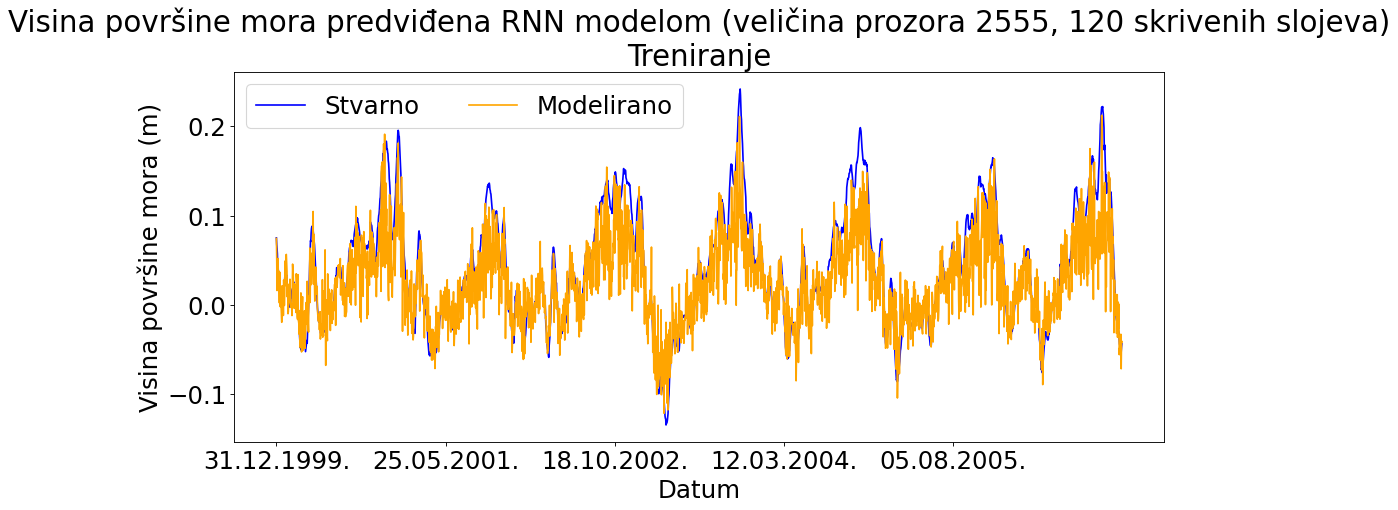 Visina površine mora predviđena RNN modelom (veličina prozora 2555, 120 skrivenih slojeva)
Treniranje
Stvarno
Modelirano
Visina površine mora (m)
0.2
0.1
0.0
−0.1
31.12.1999.
25.05.2001.
18.10.2002.
12.03.2004.
05.08.2005.
Datum